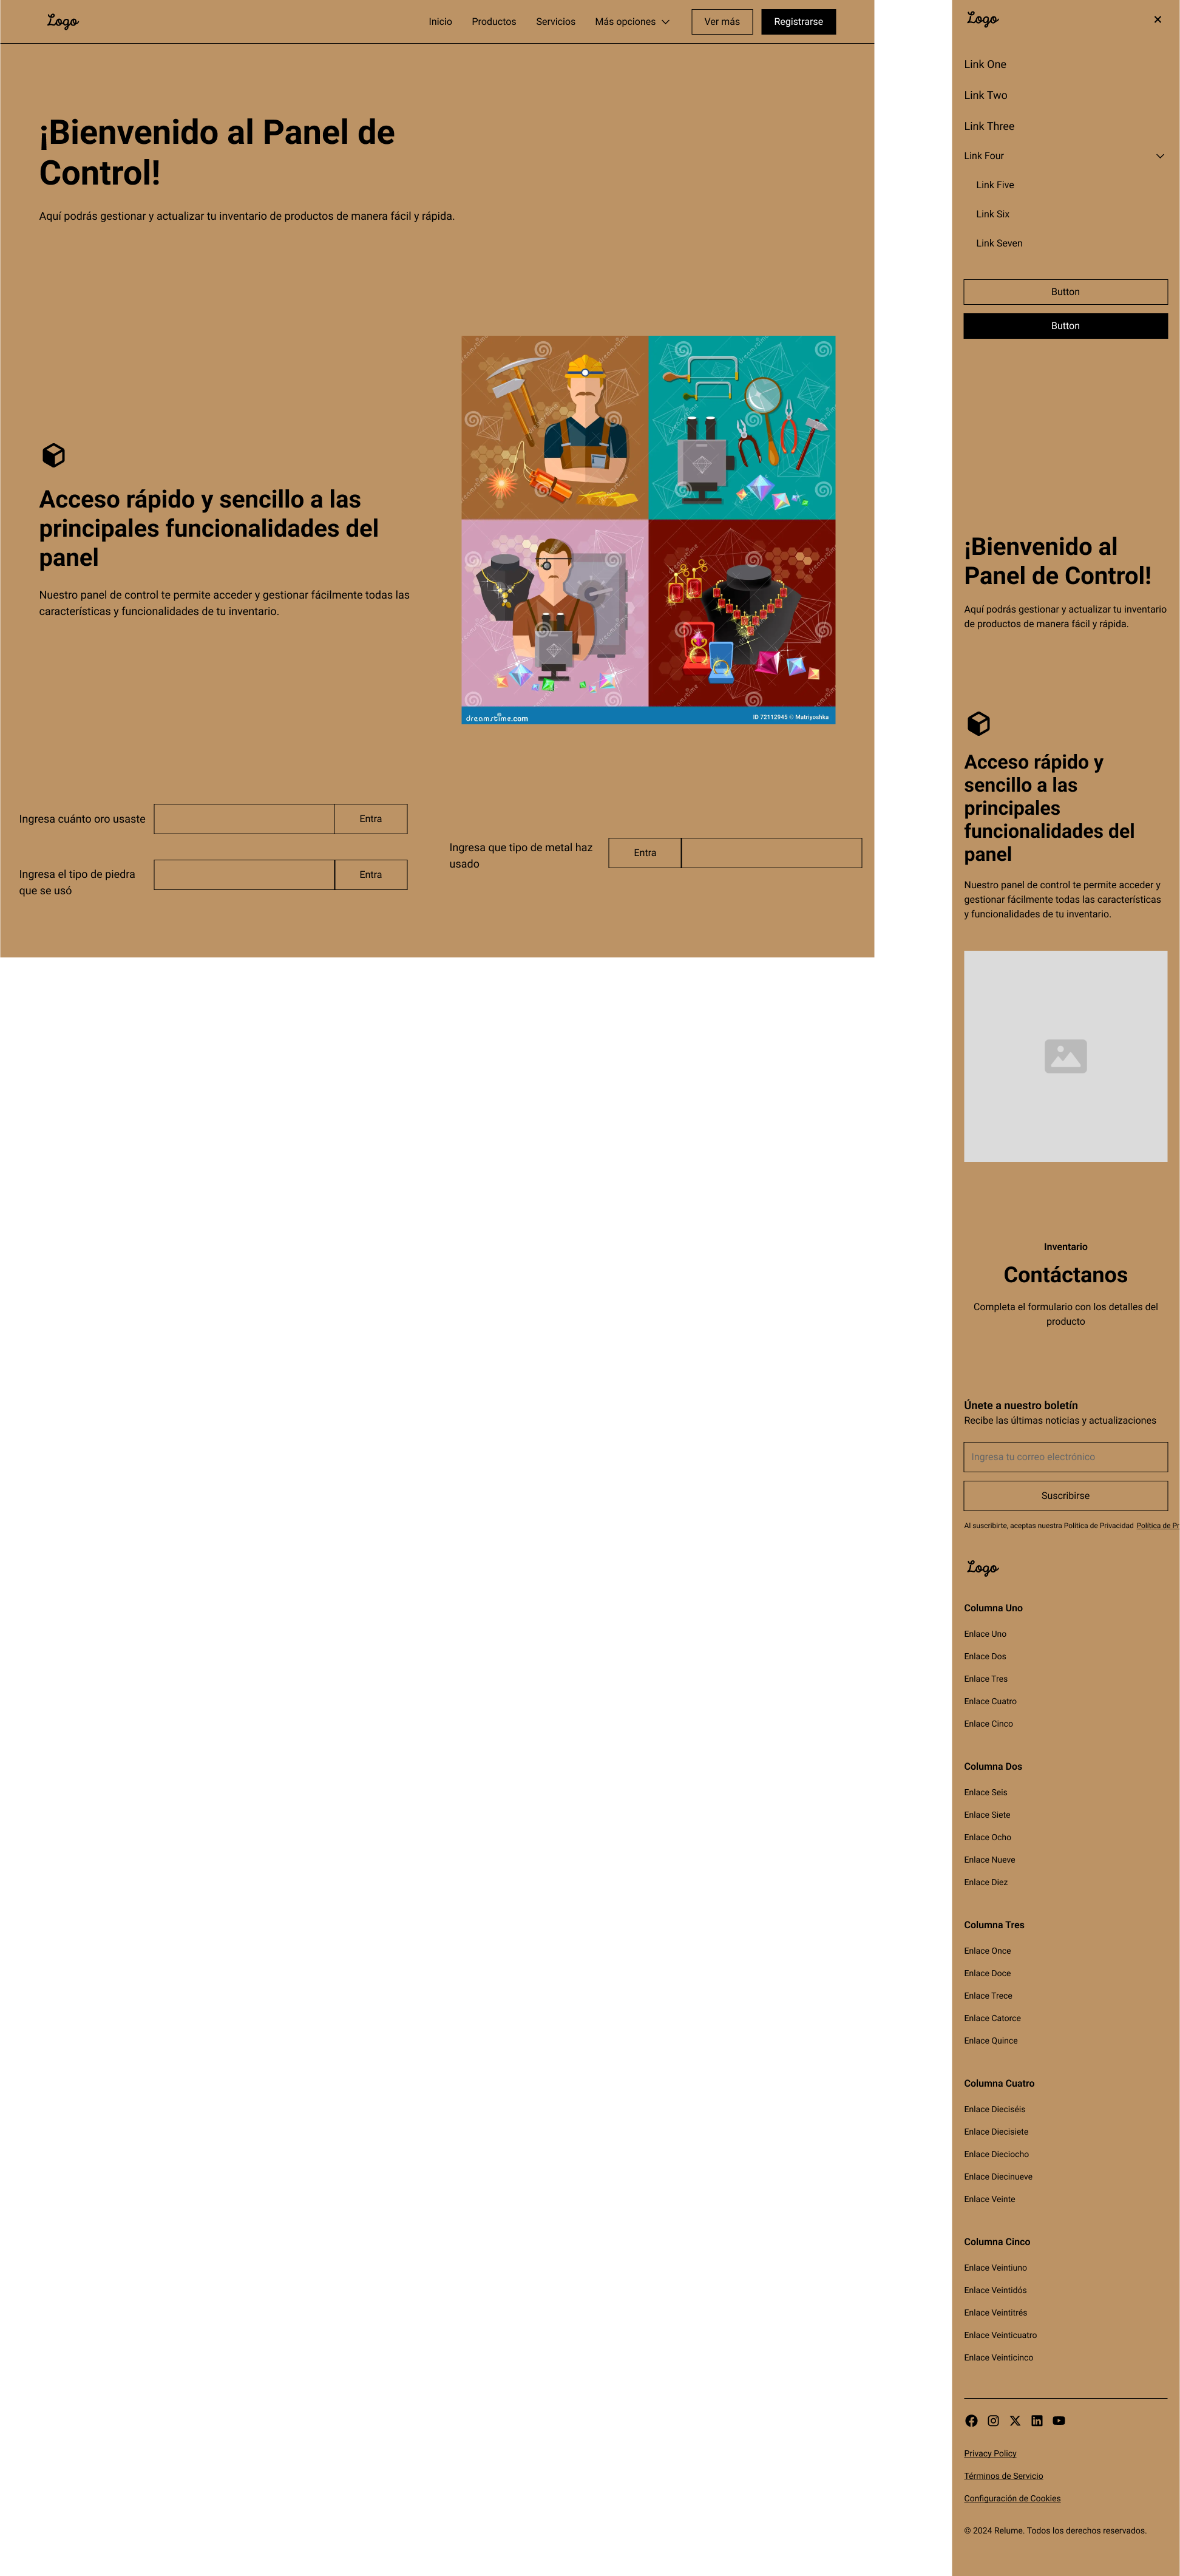 Logo
Inicio
Productos
Servicios
Más opciones
Ver más
Registrarse
¡Bienvenido al Panel de
Control!
Aquí podrás gestionar y actualizar tu inventario de productos de manera fácil y rápida.
Acceso rápido y sencillo a las
principales funcionalidades del
panel
Nuestro panel de control te permite acceder y gestionar fácilmente todas las
características y funcionalidades de tu inventario.
dreamstime.com
ID 72112945 © Matriyoshka
Ingresa cuánto oro usaste
Entra
Ingresa el tipo de piedra
que se usó
Entra
Ingresa que tipo de metal haz
usado
Entra
Logo
Link One
Link Two
Link Three
Link Four
Link Five
Link Six
Link Seven
Button
Button
¡Bienvenido al
Panel de Control!
Aquí podrás gestionar y actualizar tu inventario
de productos de manera fácil y rápida.
Acceso rápido y
sencillo a las
principales
funcionalidades del
panel
Nuestro panel de control te permite acceder y
gestionar fácilmente todas las características
y funcionalidades de tu inventario.
Inventario
Contáctanos
Completa el formulario con los detalles del
producto
Únete a nuestro boletín
Recibe las últimas noticias y actualizaciones
Ingresa tu correo electrónico
Suscribirse
Al suscribirte, aceptas nuestra Política de Privacidad Política de Pr
Logo
Columna Uno
Enlace Uno
Enlace Dos
Enlace Tres
Enlace Cuatro
Enlace Cinco
Columna Dos
Enlace Seis
Enlace Siete
Enlace Ocho
Enlace Nueve
Enlace Diez
Columna Tres
Enlace Once
Enlace Doce
Enlace Trece
Enlace Catorce
Enlace Quince
Columna Cuatro
Enlace Dieciséis
Enlace Diecisiete
Enlace Dieciocho
Enlace Diecinueve
Enlace Veinte
Columna Cinco
Enlace Veintiuno
Enlace Veintidós
Enlace Veintitrés
Enlace Veinticuatro
Enlace Veinticinco
Privacy Policy
Términos de Servicio
Configuración de Cookies
© 2024 Relume. Todos los derechos reservados.